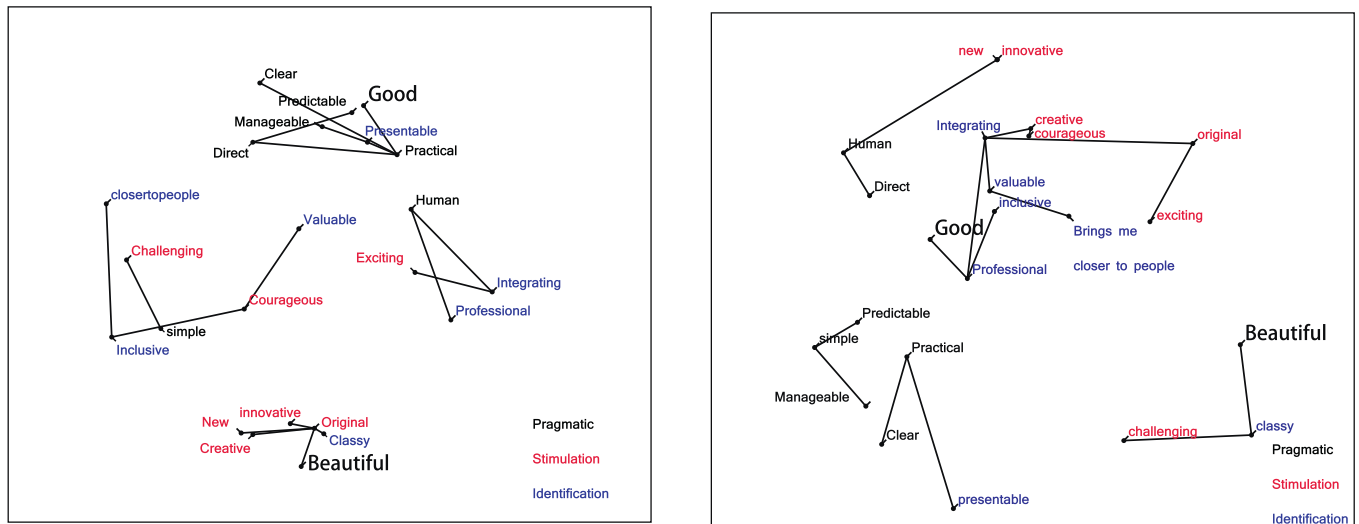 Clear
Predictable
Good
Manageable
Presentable
Direct
Practical
closertopeople
Human
Valuable
Challenging
Exciting
Integrating
Courageous
Professional
simple
Inclusive
innovative
New
Original
Creative
Classy
Beautiful
Pragmatic
Stimulation
Identification
new innovative
Integrating
creative
courageous
original
Human
Direct
valuable
inclusive
exciting
Good
Brings me
closer to people
Professional
Predictable
simple
Practical
Beautiful
Manageable
Clear
challenging
classy
Pragmatic
presentable
Stimulation
Identification